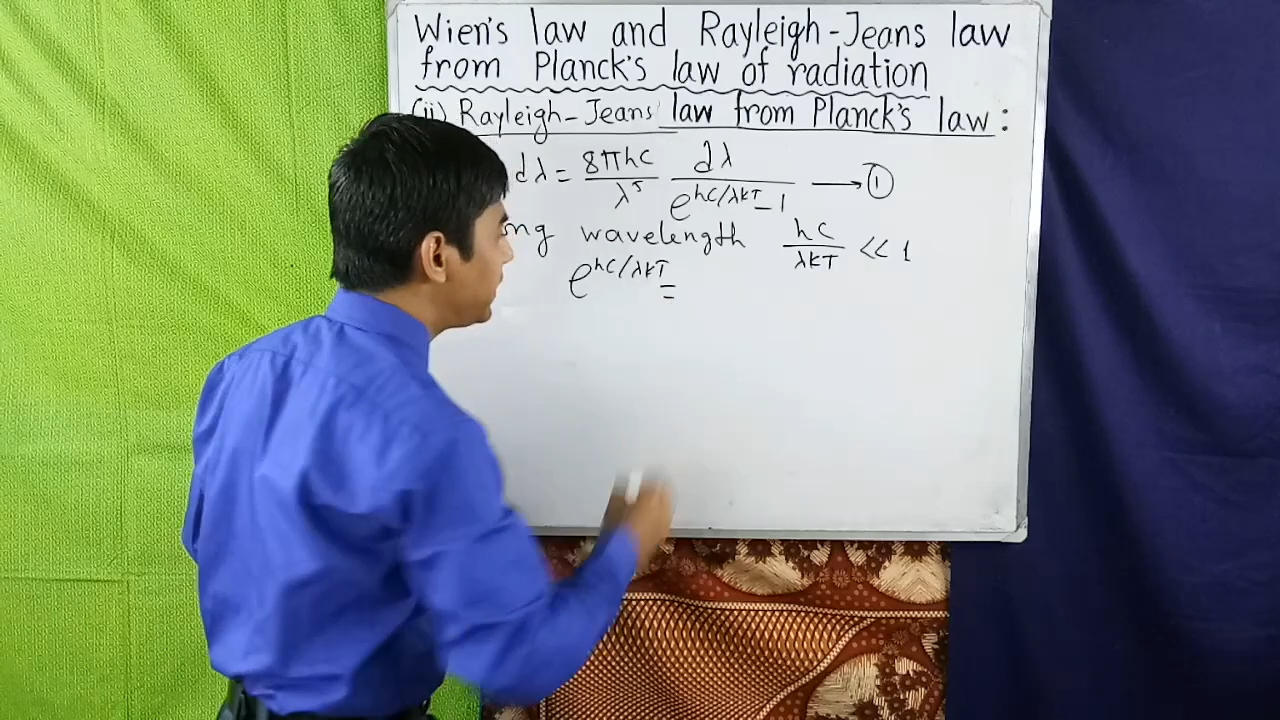 Wien's law and Rayleigh-Jeans law
from Planck's law of radiation
(ii) Rayleigh-Jeans law from Planck's law :
dλ = 8πhc/λ⁵ dλ/e^(hc/λKT) - 1 → ①
wavelength hc/λKT << 1
e^(hc/λKT) =